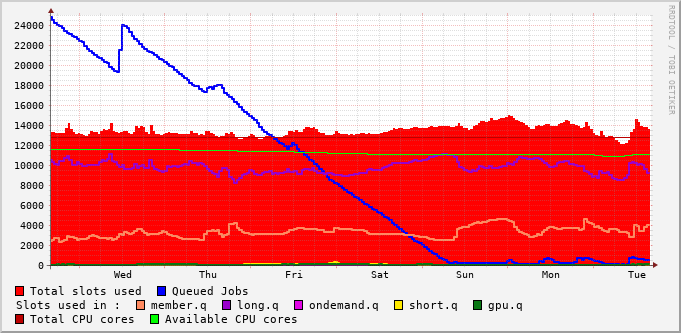 RRDTOOL / TOBI OETIKER
24000
22000
20000
18000
16000
14000
12000
10000
8000
6000
4000
2000
0
Wed Thu Fri Sat Sun Mon Tue
Total slots used Queued Jobs
Slots used in : member.q long.q ondemand.q short.q gpu.q
Total CPU cores Available CPU cores